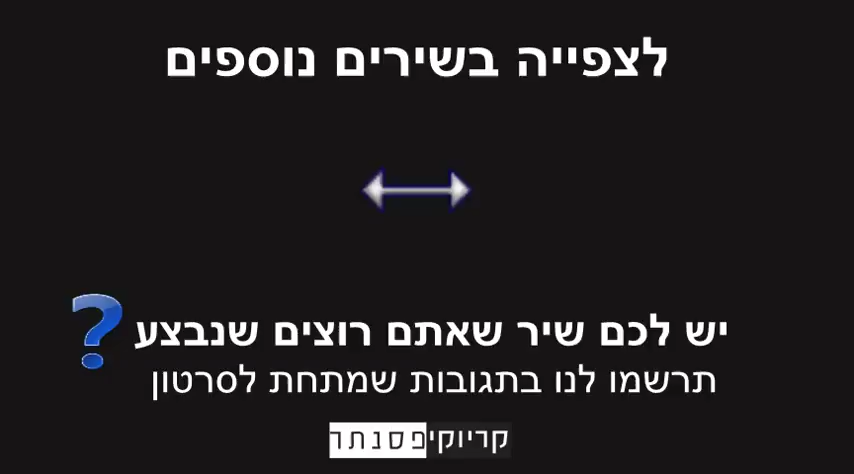 לצפייה בשירים נוספים
יש לכם שיר שאתם רוצים שנבצע?
תרשמו לנו בתגובות שמתחת לסרטון
קריוקיפסנתר